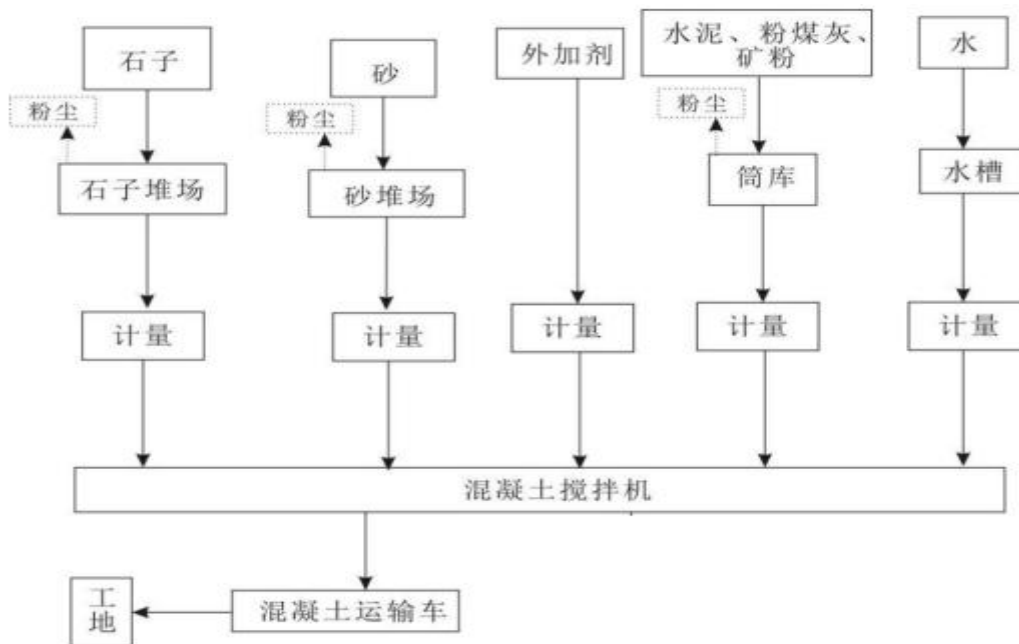 石子
砂
外加剂
水泥、粉煤灰、
矿粉
水
粉尘
粉尘
粉尘
石子堆场
砂堆场
筒库
水槽
计量
计量
计量
计量
计量
混凝土搅拌机
工
地
混凝土运输车